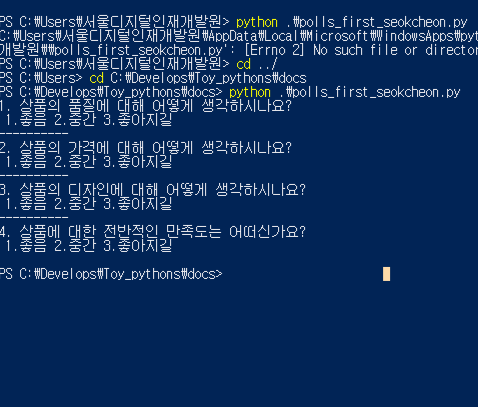 PS C:\Users\서울디지털인재개발원> python .\polls_first_seokcheon.py
C:\Users\서울디지털인재개발원\AppData\Local\Microsoft\WindowsApps\pyt
개발원\\polls_first_seokcheon.py': [Errno 2] No such file or director
PS C:\Users\서울디지털인재개발원> cd ../
PS C:\Users> cd C:\Develops\Toy_pythons\docs
PS C:\Develops\Toy_pythons\docs> python .\polls_first_seokcheon.py
1. 상품의 품질에 대해 어떻게 생각하시나요?
1.좋음 2.중간 3.좋아지길
----------
2. 상품의 가격에 대해 어떻게 생각하시나요?
1.좋음 2.중간 3.좋아지길
----------
3. 상품의 디자인에 대해 어떻게 생각하시나요?
1.좋음 2.중간 3.좋아지길
----------
4. 상품에 대한 전반적인 만족도는 어떠신가요?
1.좋음 2.중간 3.좋아지길
PS C:\Develops\Toy_pythons\docs>